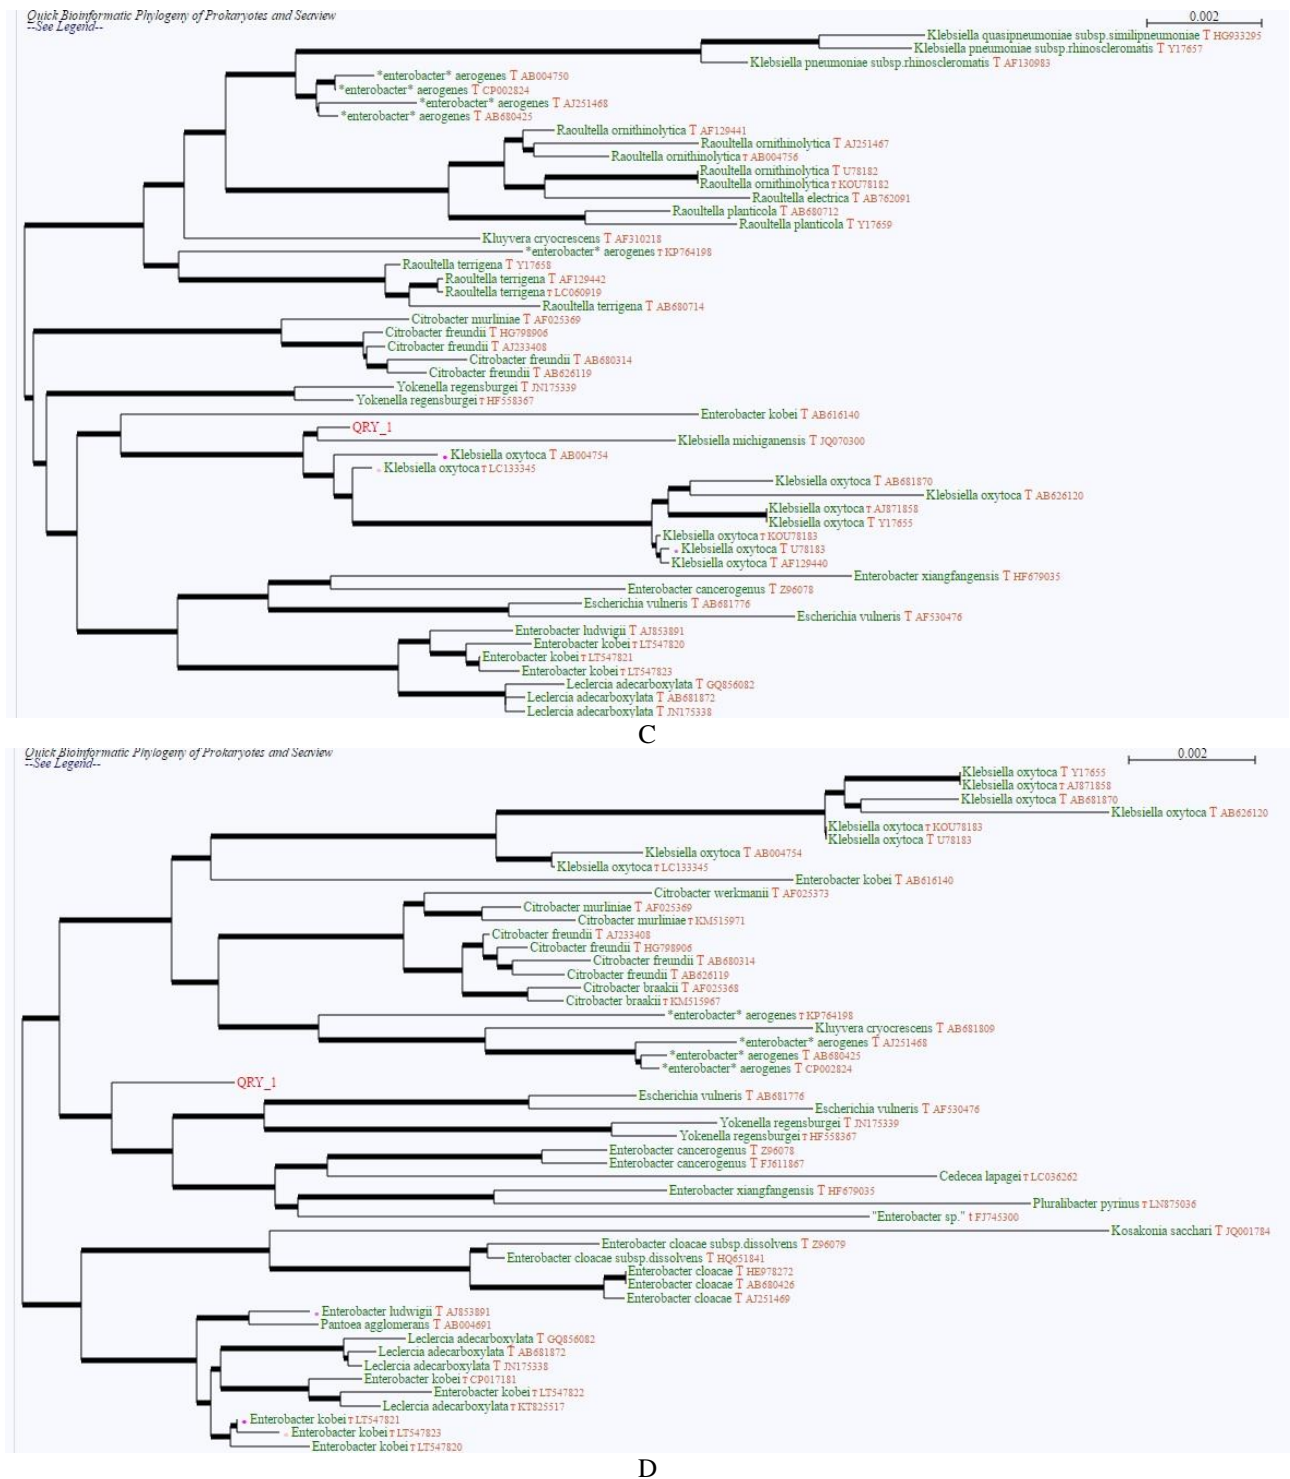 Quick Bioinformatic Phylogeny of Prokaryotes and Seaview
--See Legend--
0.002
Klebsiella quasipneumoniae subsp.similipneumoniae T HG933295
Klebsiella pneumoniae subsp.rhinoscleromatis T Y17657
Klebsiella pneumoniae subsp.rhinoscleromatis T AF130983
*enterobacter* aerogenes T AB004750
*enterobacter* aerogenes T CP002824
*enterobacter* aerogenes T AJ251468
*enterobacter* aerogenes T AB680425
Raoultella ornithinolytica T AF129441
Raoultella ornithinolytica T AJ251467
Raoultella ornithinolytica T AB004756
Raoultella ornithinolytica T U78182
Raoultella ornithinolytica T KOU78182
Raoultella electrica T AB762091
Raoultella planticola T AB680712
Raoultella planticola T Y17659
Kluyvera cryocrescens T AF310218
*enterobacter* aerogenes T KP764198
Raoultella terrigena T Y17658
Raoultella terrigena T AF129442
Raoultella terrigena T LC060919
Raoultella terrigena T AB680714
Citrobacter murliniae T AF025369
Citrobacter freundii T HG798906
Citrobacter freundii T AJ233408
Citrobacter freundii T AB680314
Citrobacter freundii T AB626119
Yokenella regensburgei T JN175339
Yokenella regensburgei T HF558367
Enterobacter kobei T AB616140
QRY_1
Klebsiella michiganensis T JQ070300
Klebsiella oxytoca T AB004754
Klebsiella oxytoca T LC133345
Klebsiella oxytoca T AB681870
Klebsiella oxytoca T AB626120
Klebsiella oxytoca T AJ871858
Klebsiella oxytoca T Y17655
Klebsiella oxytoca T KOU78183
Klebsiella oxytoca T U78183
Klebsiella oxytoca T AF129440
Enterobacter xiangfangensis T HF679035
Enterobacter cancerogenus T Z96078
Escherichia vulneris T AB681776
Escherichia vulneris T AF530476
Enterobacter ludwigii T AJ853891
Enterobacter kobei T LT547820
Enterobacter kobei T LT547821
Enterobacter kobei T LT547823
Leclercia adecarboxylata T GQ856082
Leclercia adecarboxylata T AB681872
Leclercia adecarboxylata T JN175338
C
Quick Bioinformatic Phylogeny of Prokaryotes and Seaview
--See Legend--
0.002
Klebsiella oxytoca T Y17655
Klebsiella oxytoca T AJ871858
Klebsiella oxytoca T AB681870
Klebsiella oxytoca T AB626120
Klebsiella oxytoca T KOU78183
Klebsiella oxytoca T U78183
Klebsiella oxytoca T AB004754
Klebsiella oxytoca T LC133345
Enterobacter kobei T AB616140
Citrobacter werkmanii T AF025373
Citrobacter murliniae T AF025369
Citrobacter murliniae T KM515971
Citrobacter freundii T AJ233408
Citrobacter freundii T HG798906
Citrobacter freundii T AB680314
Citrobacter freundii T AB626119
Citrobacter braakii T AF025368
Citrobacter braakii T KM515967
*enterobacter* aerogenes T KP764198
Kluyvera cryocrescens T AB681809
*enterobacter* aerogenes T AJ251468
*enterobacter* aerogenes T AB680425
*enterobacter* aerogenes T CP002824
QRY_1
Escherichia vulneris T AB681776
Escherichia vulneris T AF530476
Yokenella regensburgei T JN175339
Yokenella regensburgei T HF558367
Enterobacter cancerogenus T Z96078
Enterobacter cancerogenus T FJ611867
Cedecea lapagei T LC036262
Enterobacter xiangfangensis T HF679035
Pluralibacter pyrinus T LN875036
"Enterobacter sp." t FJ745300
Kosakonia sacchari T JQ001784
Enterobacter cloacae subsp.dissolvens T Z96079
Enterobacter cloacae subsp.dissolvens T HQ651841
Enterobacter cloacae T HE978272
Enterobacter cloacae T AB680426
Enterobacter cloacae T AJ251469
Enterobacter ludwigii T AJ853891
Pantoea agglomerans T AB004691
Leclercia adecarboxylata T GQ856082
Leclercia adecarboxylata T AB681872
Leclercia adecarboxylata T JN175338
Enterobacter kobei T CP017181
Enterobacter kobei T LT547822
Leclercia adecarboxylata T KT825517
Enterobacter kobei T LT547821
Enterobacter kobei T LT547823
Enterobacter kobei T LT547820
D